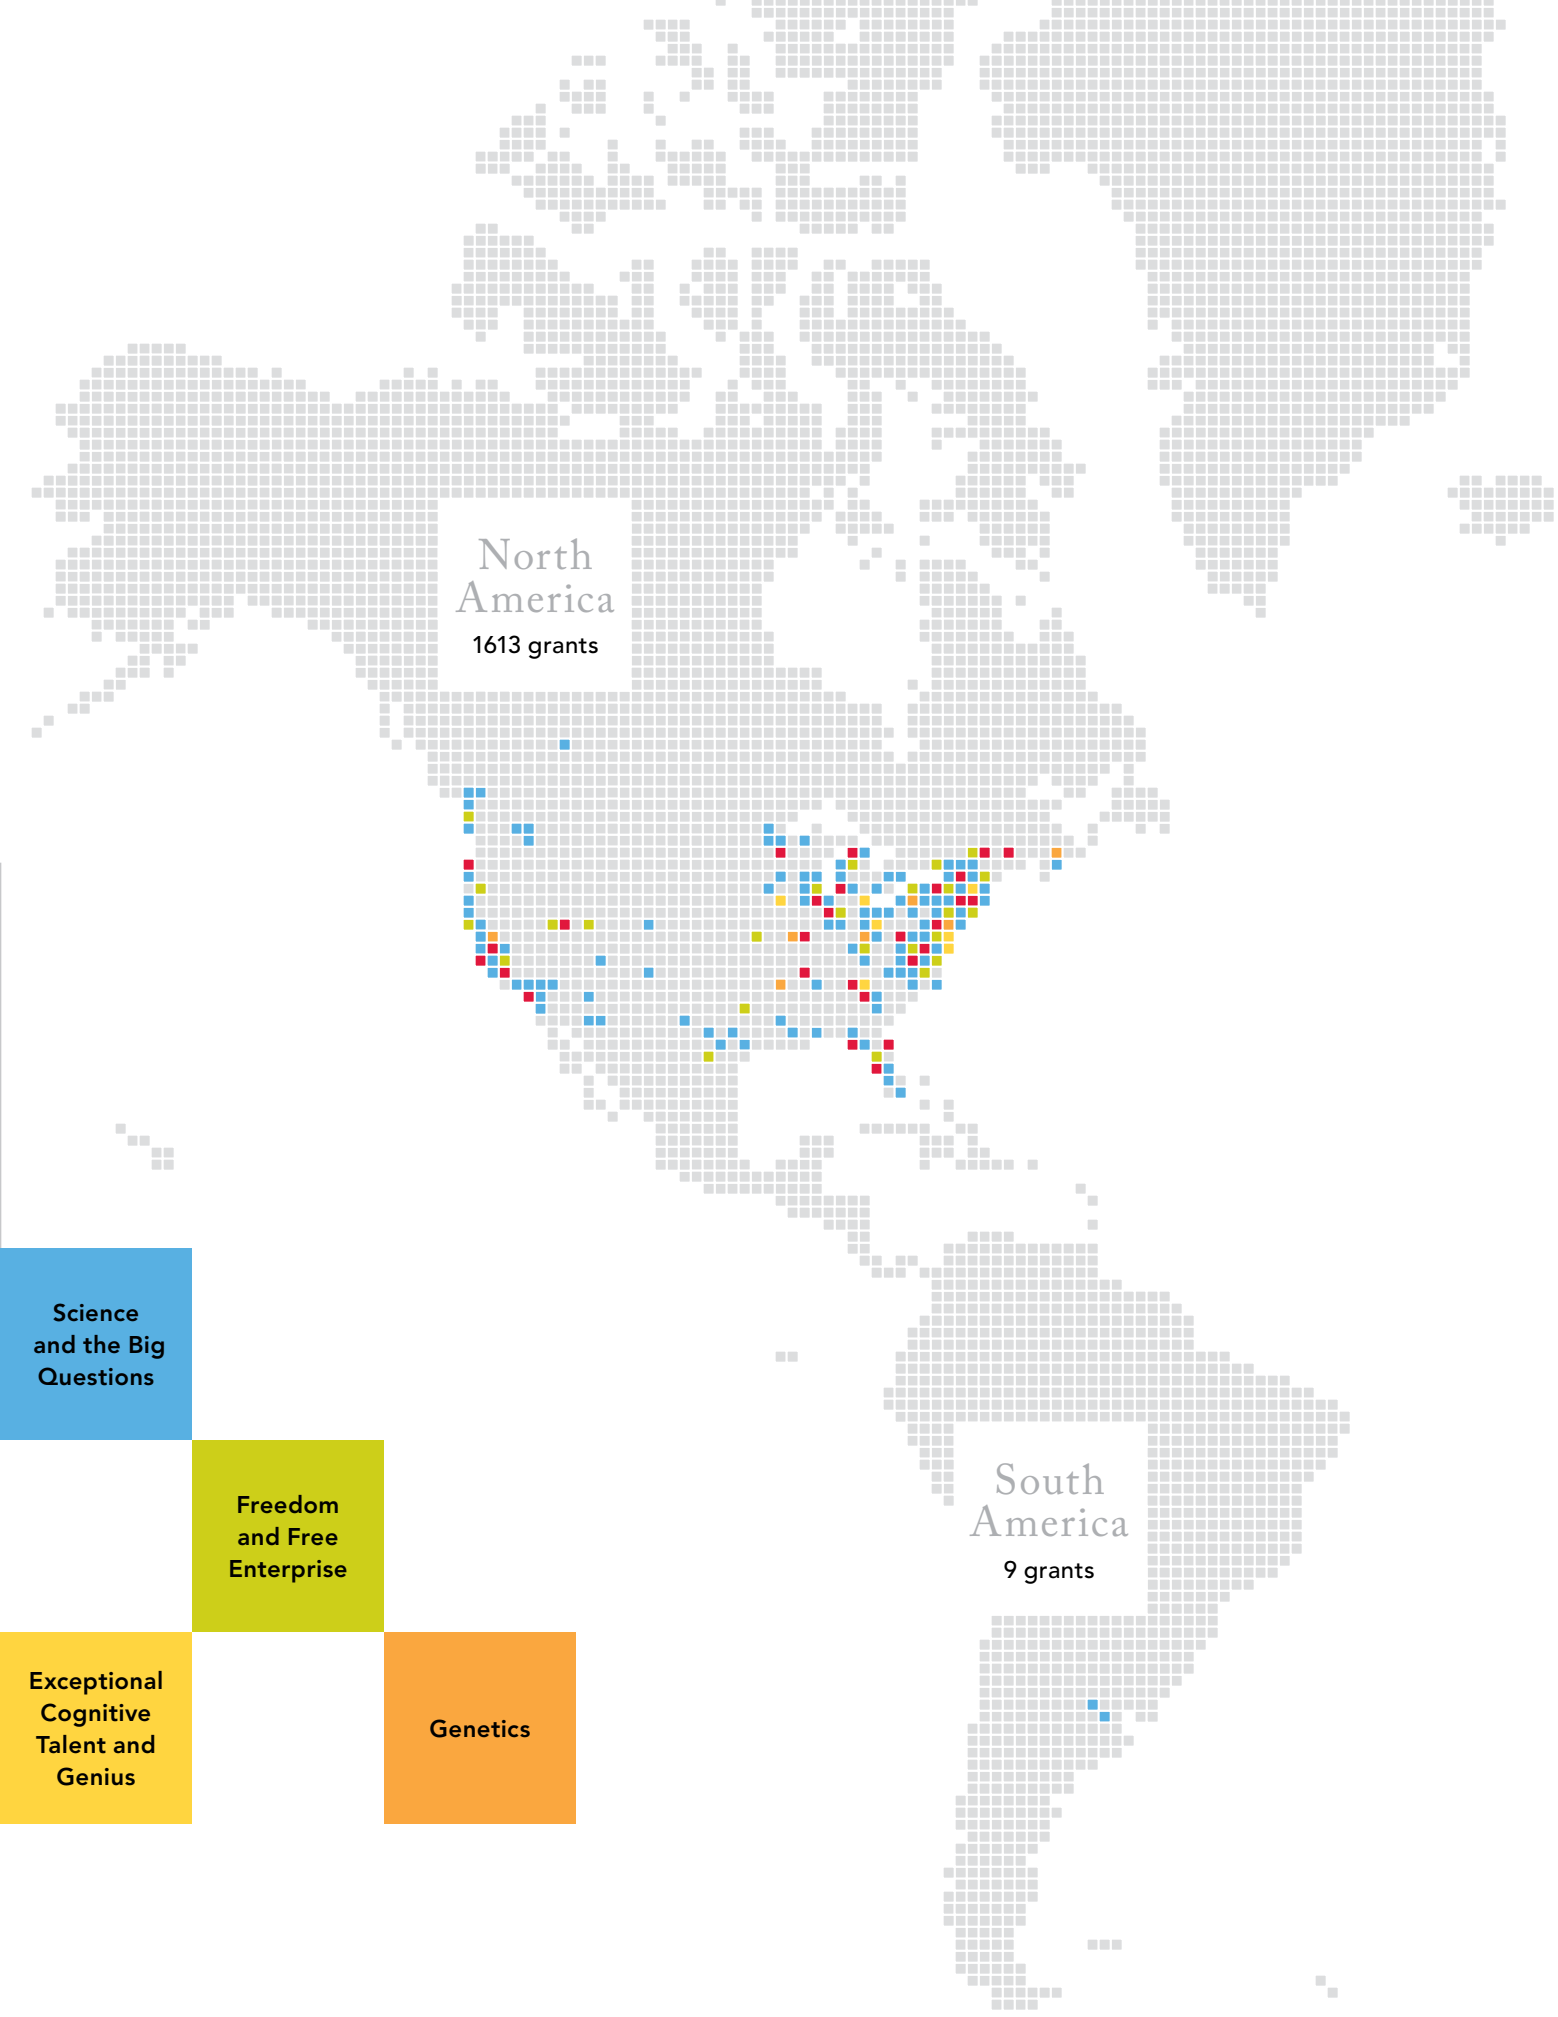 North
America
1613 grants
Science
and the Big
Questions
Freedom
and Free
Enterprise
South
America
9 grants
Exceptional
Cognitive
Talent and
Genius
Genetics